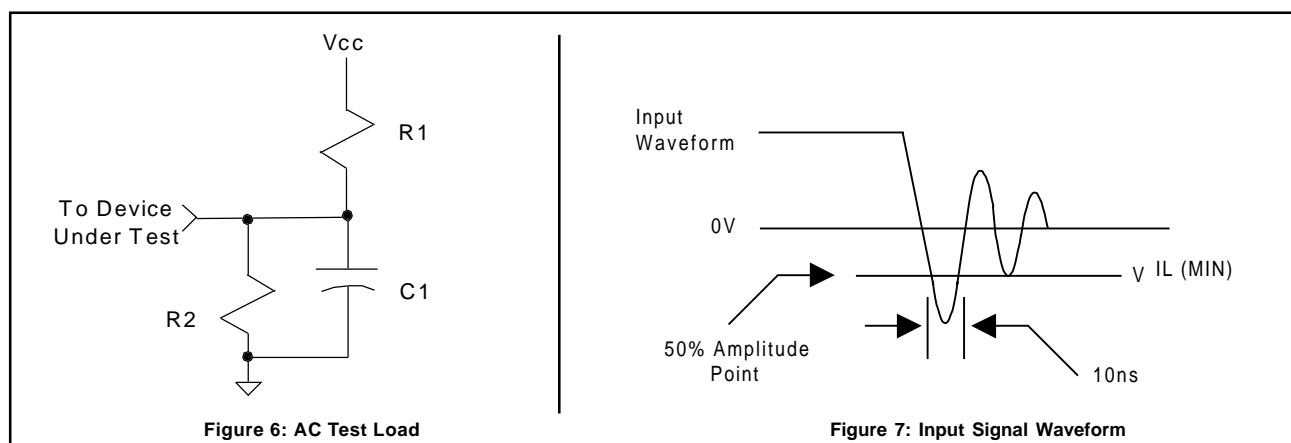 Vcc
R1
To Device
Under Test
R2
C1
Figure 6: AC Test Load
Input
Waveform
0V
V IL (MIN)
50% Amplitude
Point
10ns
Figure 7: Input Signal Waveform